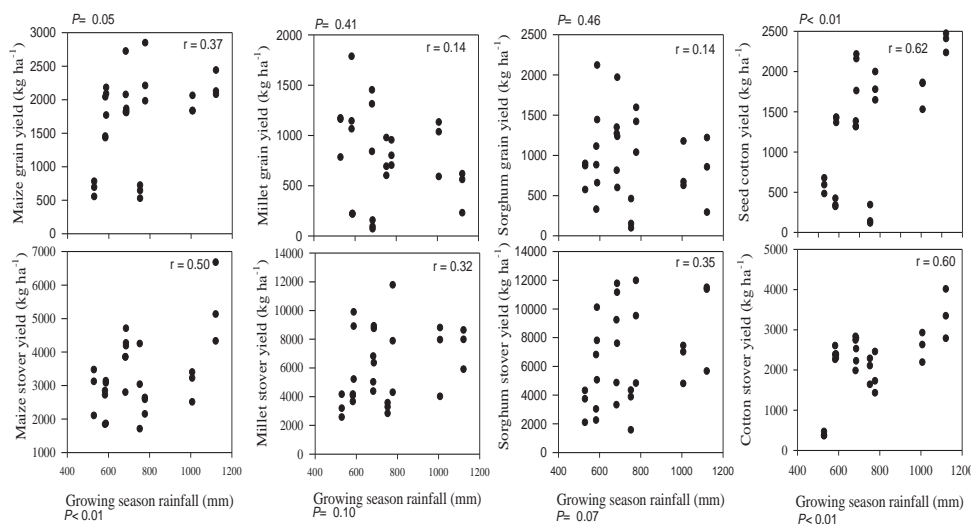 P= 0.05
P= 0.41
P= 0.46
P< 0.01
Maize grain yield (kg ha⁻¹)
3000
2500
2000
1500
1000
500
0
r = 0.37
Millet grain yield (kg ha⁻¹)
2000
1500
1000
500
0
r = 0.14
Sorghum grain yield (kg ha⁻¹)
2500
2000
1500
1000
500
0
r = 0.14
Seed cotton yield (kg ha⁻¹)
2500
2000
1500
1000
500
0
r = 0.62
Maize stover yield (kg ha⁻¹)
7000
6000
5000
4000
3000
2000
1000
r = 0.50
400 600 800 1000 1200
Growing season rainfall (mm)
P< 0.01
Millet stover yield (kg ha⁻¹)
14000
12000
10000
8000
6000
4000
2000
0
r = 0.32
400 600 800 1000 1200
Growing season rainfall (mm)
P= 0.10
Sorghum stover yield (kg ha⁻¹)
14000
12000
10000
8000
6000
4000
2000
0
r = 0.35
400 600 800 1000 1200
Growing season rainfall (mm)
P= 0.07
Cotton stover yield (kg ha⁻¹)
5000
4000
3000
2000
1000
0
r = 0.60
400 600 800 1000 1200
Growing season rainfall (mm)
P< 0.01